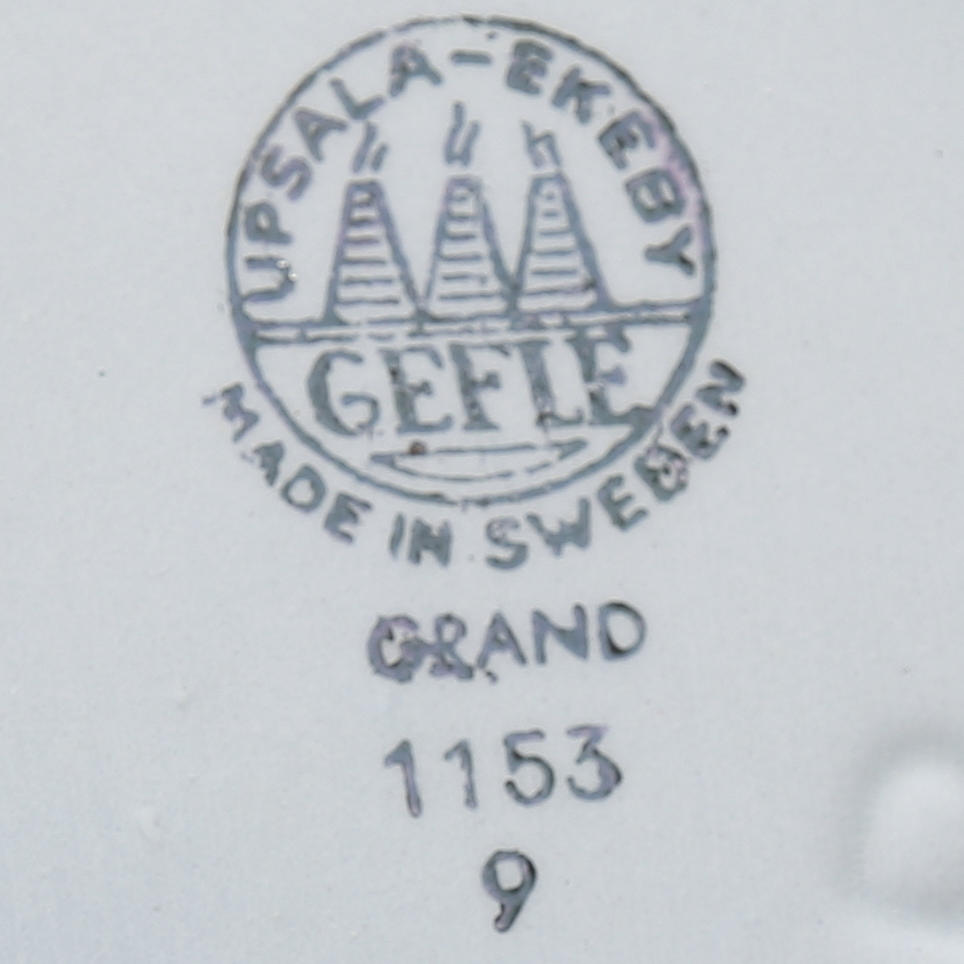 UPSALA-EKEBY
GEFLE
MADE IN SWEDEN
GRAND
1153
9